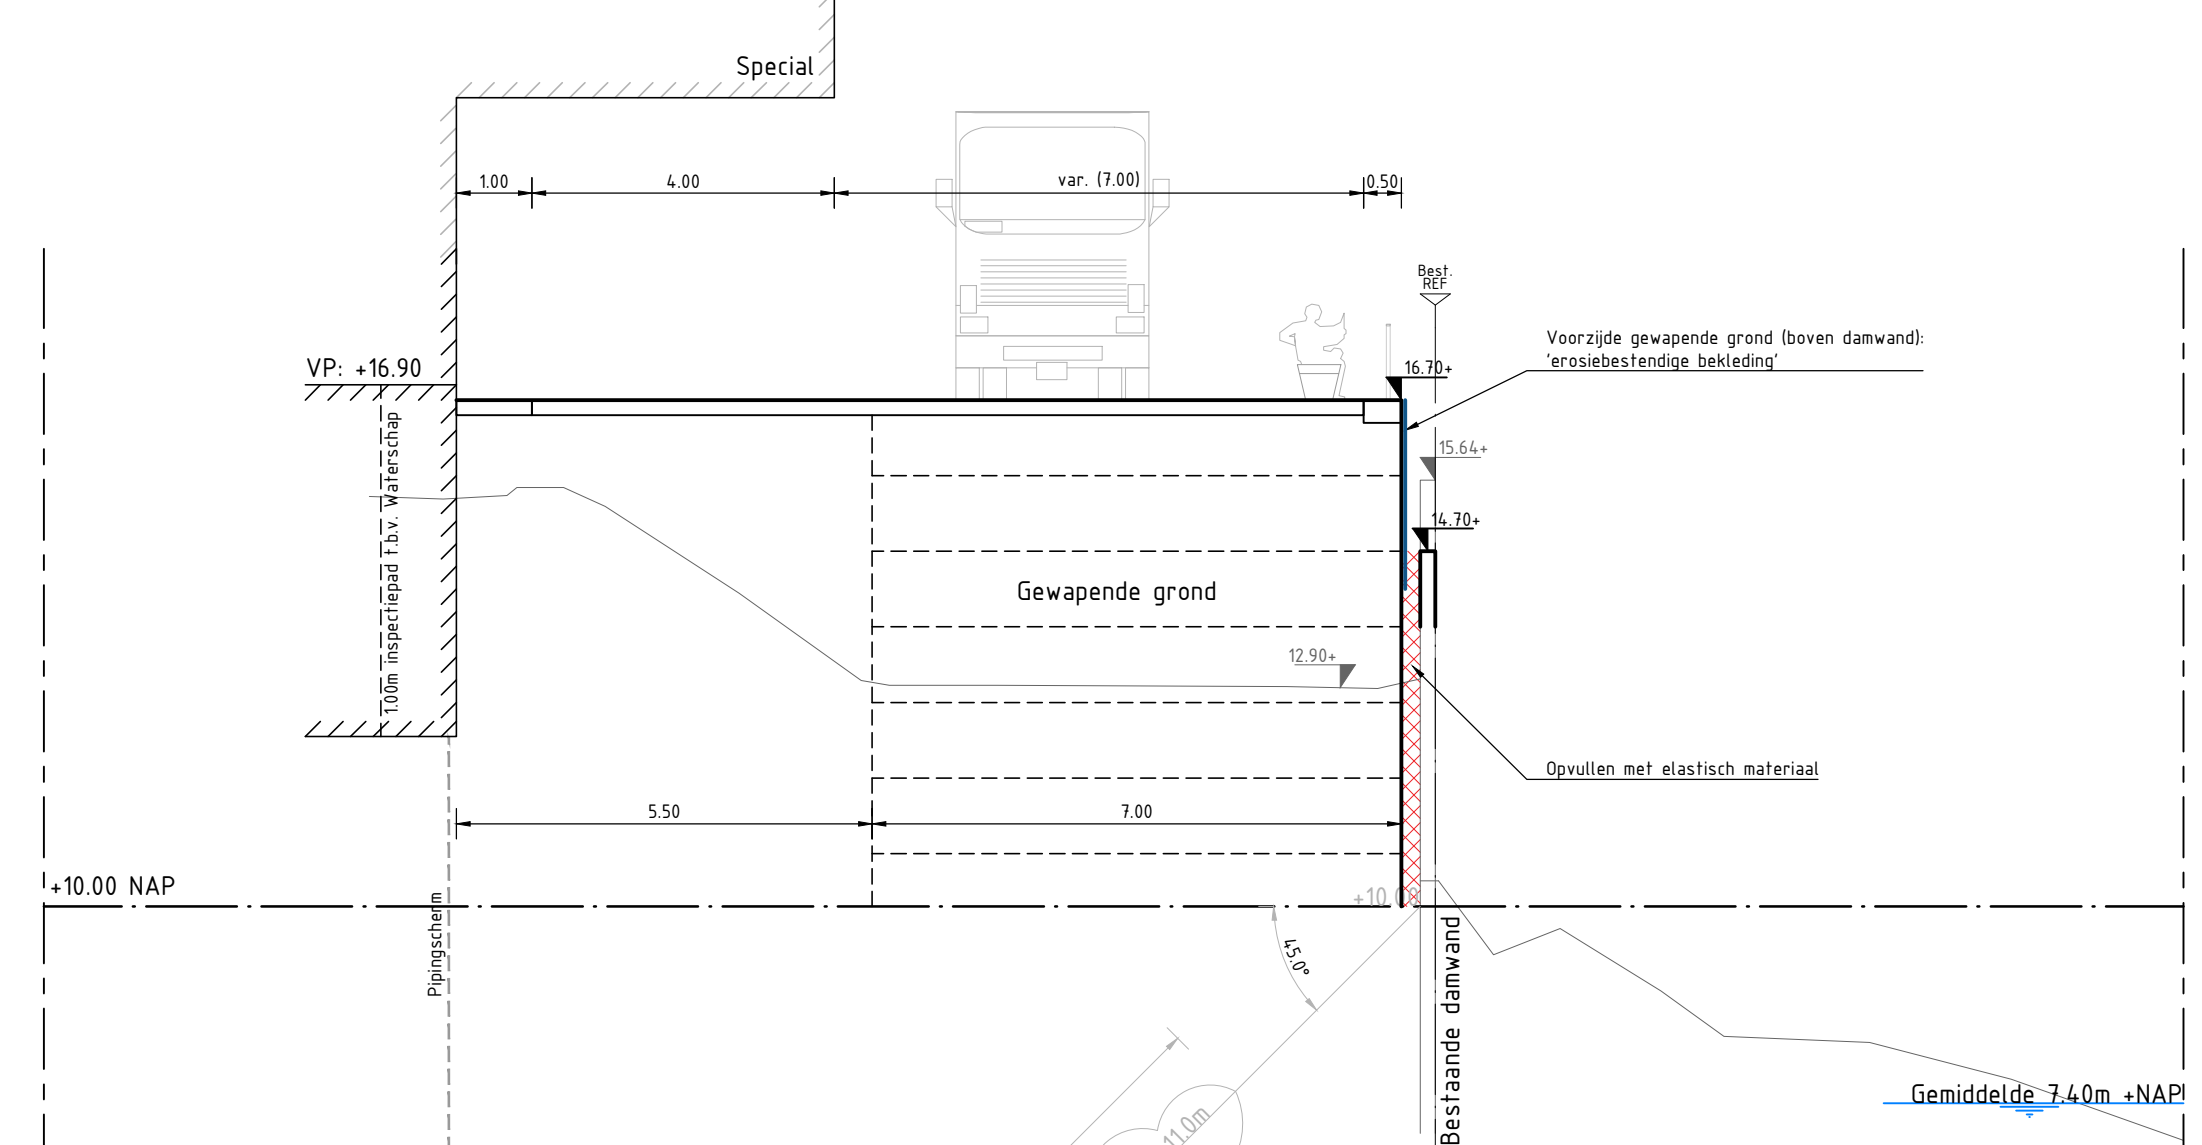 Special
1.00
4.00
var. (7.00)
0.50
Best.
REF
Voorzijde gewapende grond (boven damwand):
'erosiebestendige bekleding'
VP: +16.90
16.70+
15.64+
14.70+
1.00m inspectiepad t.b.v. Waterschap
Gewapende grond
12.90+
Opvullen met elastisch materiaal
5.50
7.00
+10.00 NAP
+10.00
Pipingscherm
45.0°
Bestaande damwand
11.0m
Gemiddelde 7.40m +NAP